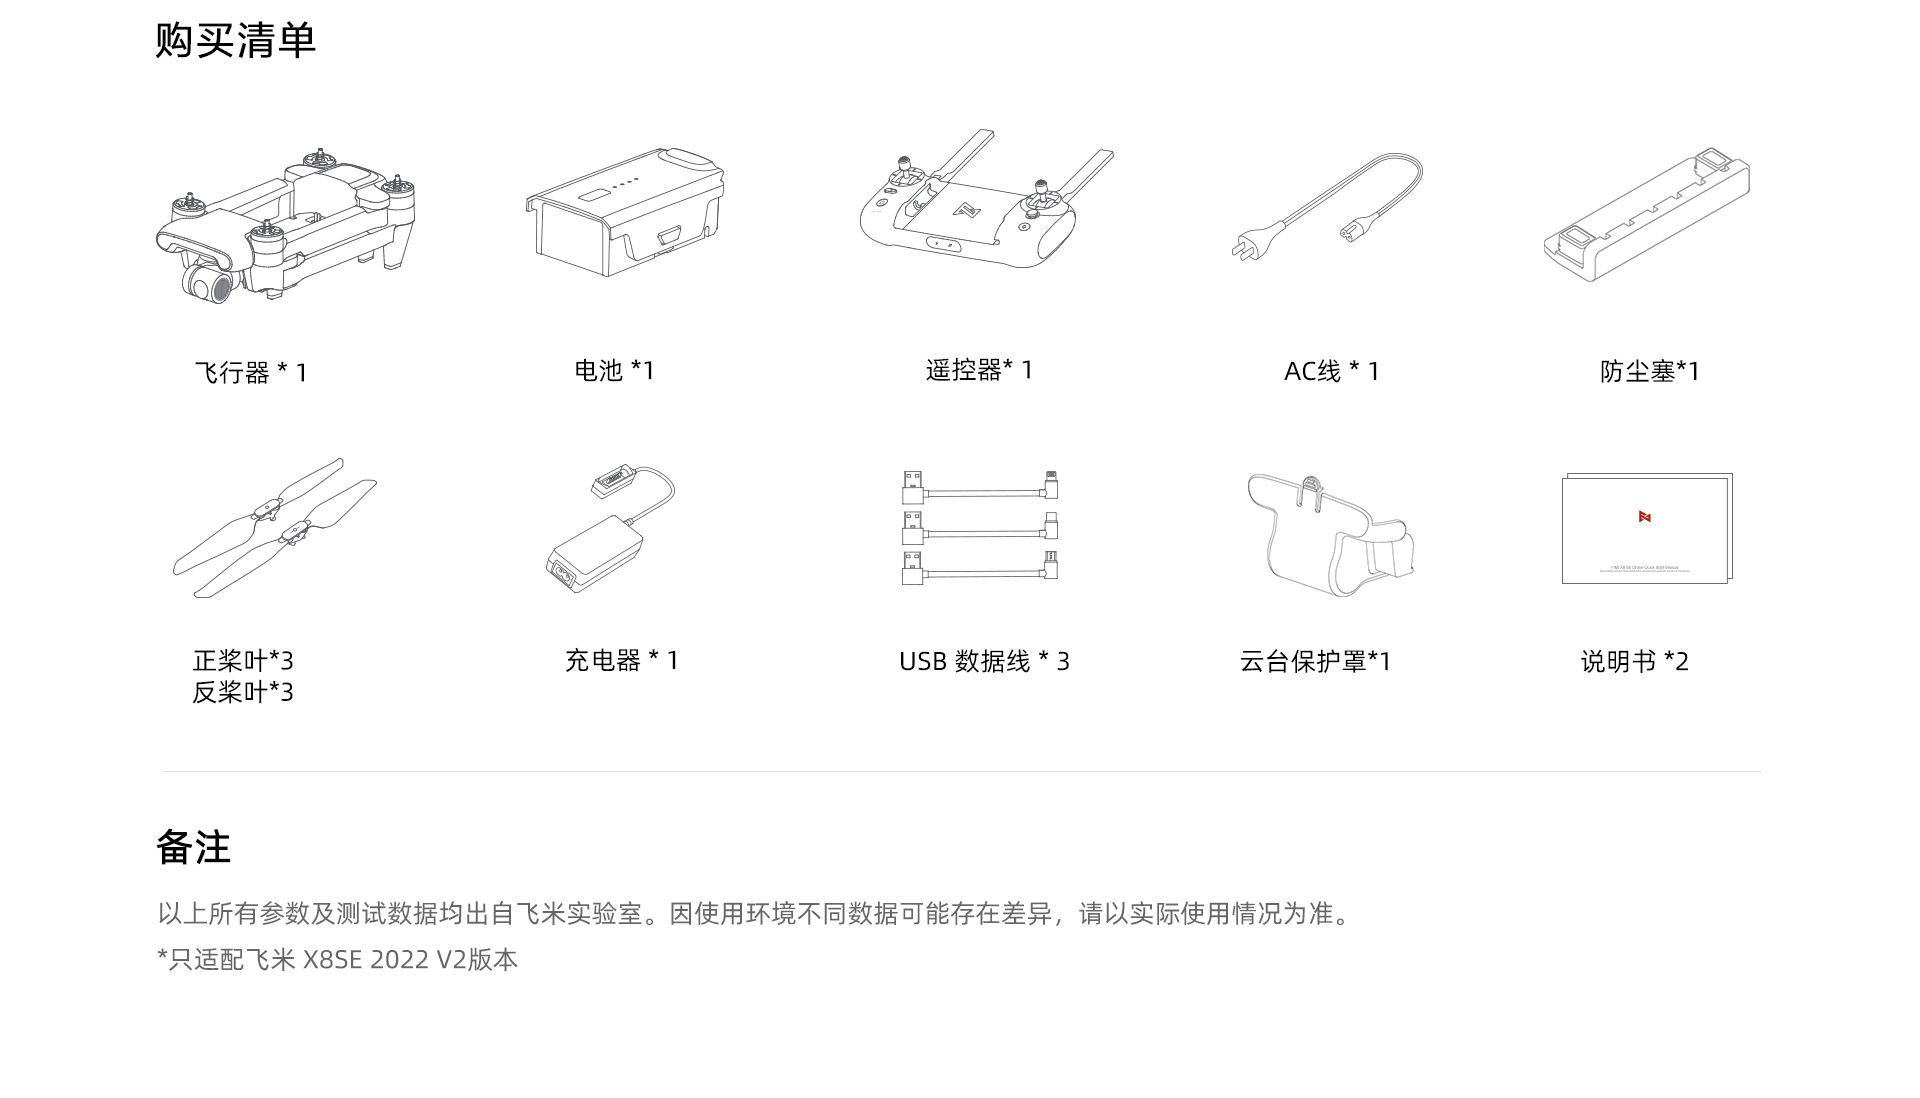 购买清单
飞行器 * 1
电池 *1
遥控器* 1
AC线 * 1
防尘塞*1
正桨叶*3
反桨叶*3
充电器 * 1
USB 数据线 * 3
云台保护罩*1
说明书 *2
备注
以上所有参数及测试数据均出自飞米实验室。因使用环境不同数据可能存在差异，请以实际使用情况为准。
*只适配飞米 X8SE 2022 V2版本